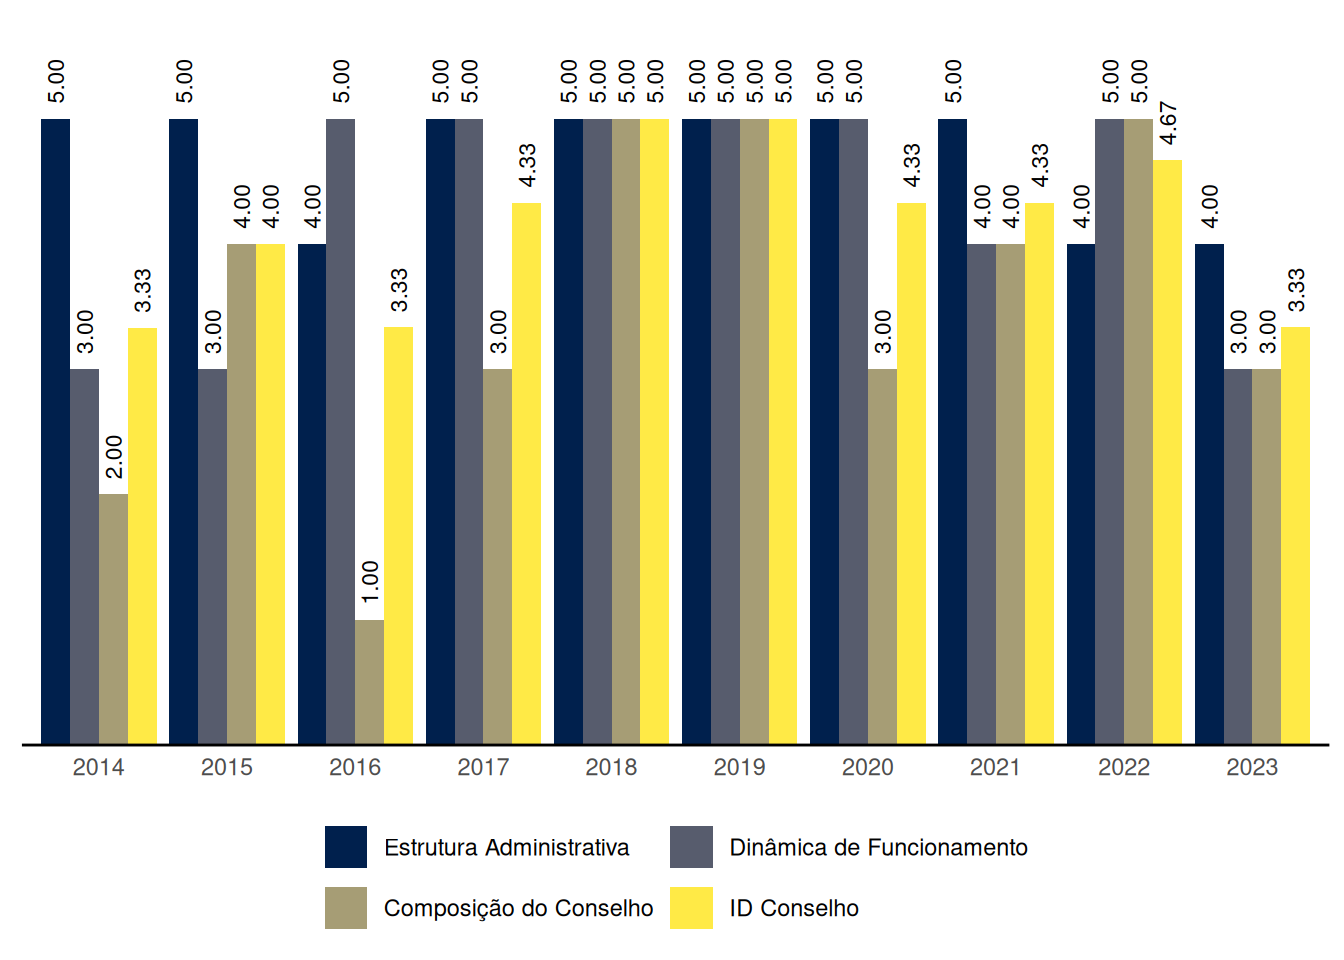 5.00 3.00 2.00 3.33
5.00 3.00 4.00 4.00
4.00 5.00 1.00 3.33
5.00 5.00 3.00 4.33
5.00 5.00 5.00 5.00
5.00 5.00 5.00 5.00
5.00 5.00 3.00 4.33
5.00 4.00 4.00 4.33
4.00 5.00 5.00 4.67
4.00 3.00 3.00 3.33
2014 2015 2016 2017 2018 2019 2020 2021 2022 2023
Estrutura Administrativa Dinâmica de Funcionamento
Composição do Conselho ID Conselho